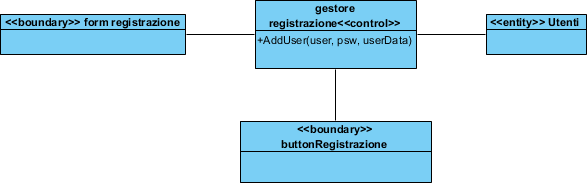 <<boundary>> form registrazione
gestore
registrazione<<control>>
+AddUser(user, psw, userData)
<<entity>> Utenti
<<boundary>>
buttonRegistrazione